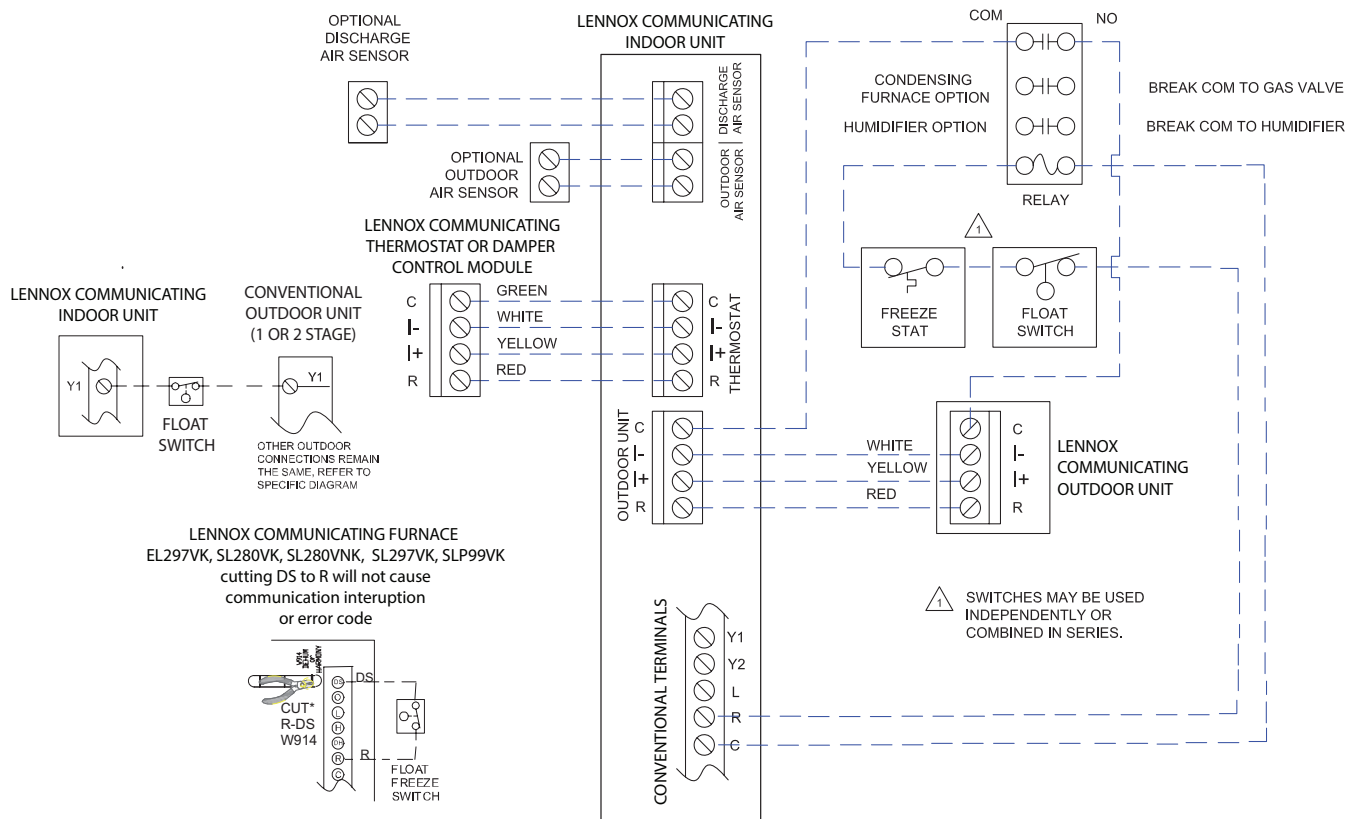 OPTIONAL
DISCHARGE
AIR SENSOR
LENNOX COMMUNICATING
INDOOR UNIT
DISCHARGE
AIR SENSOR
OUTDOOR
AIR SENSOR
OPTIONAL
OUTDOOR
AIR SENSOR
COM
NO
CONDENSING
FURNACE OPTION
BREAK COM TO GAS VALVE
HUMIDIFIER OPTION
BREAK COM TO HUMIDIFIER
RELAY
1
FREEZE
STAT
FLOAT
SWITCH
LENNOX COMMUNICATING
THERMOSTAT OR DAMPER
CONTROL MODULE
C
I-
I+
R
GREEN
WHITE
YELLOW
RED
C
I-
I+
R
THERMOSTAT
LENNOX COMMUNICATING
INDOOR UNIT
Y1
FLOAT
SWITCH
CONVENTIONAL
OUTDOOR UNIT
(1 OR 2 STAGE)
Y1
OTHER OUTDOOR
CONNECTIONS REMAIN
THE SAME, REFER TO
SPECIFIC DIAGRAM
OUTDOOR UNIT
C
I-
I+
R
WHITE
YELLOW
RED
C
I-
I+
R
LENNOX
COMMUNICATING
OUTDOOR UNIT
LENNOX COMMUNICATING FURNACE
EL297VK, SL280VK, SL280VNK, SL297VK, SLP99VK
cutting DS to R will not cause
communication interuption
or error code
W914
DEHUM
OR
HARMONY
CUT*
R-DS
W914
DS
O
L
H
DH
R
C
DS
R
FLOAT
FREEZE
SWITCH
CONVENTIONAL TERMINALS
Y1
Y2
L
R
C
1
SWITCHES MAY BE USED
INDEPENDENTLY OR
COMBINED IN SERIES.